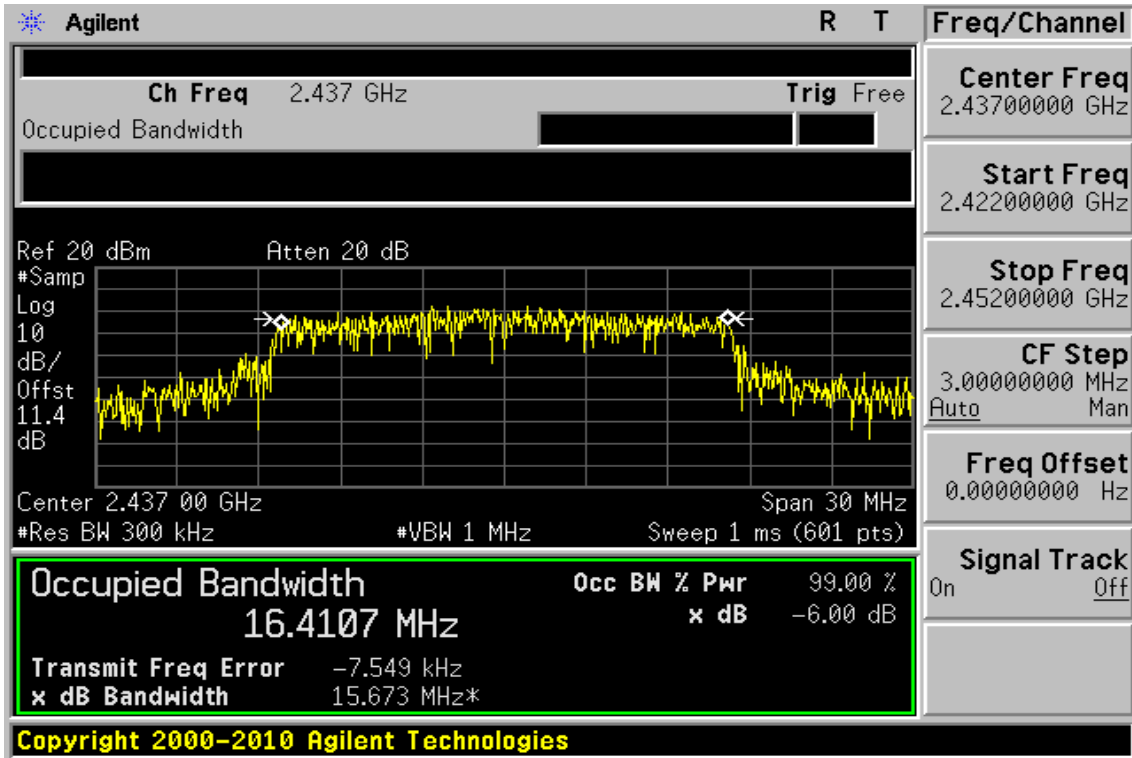 Agilent R T
Ch Freq 2.437 GHz Trig Free
Occupied Bandwidth
Ref 20 dBm Atten 20 dB
#Samp
Log
10
dB/
Offst
11.4
dB
Center 2.437 00 GHz Span 30 MHz
#Res BW 300 kHz #VBW 1 MHz Sweep 1 ms (601 pts)
Occupied Bandwidth Occ BW % Pwr 99.00 %
16.4107 MHz x dB -6.00 dB
Transmit Freq Error -7.549 kHz
x dB Bandwidth 15.673 MHz*
Copyright 2000-2010 Agilent Technologies
Freq/Channel
Center Freq
2.43700000 GHz
Start Freq
2.42200000 GHz
Stop Freq
2.45200000 GHz
CF Step
3.00000000 MHz
Auto Man
Freq Offset
0.00000000 Hz
Signal Track
On Off